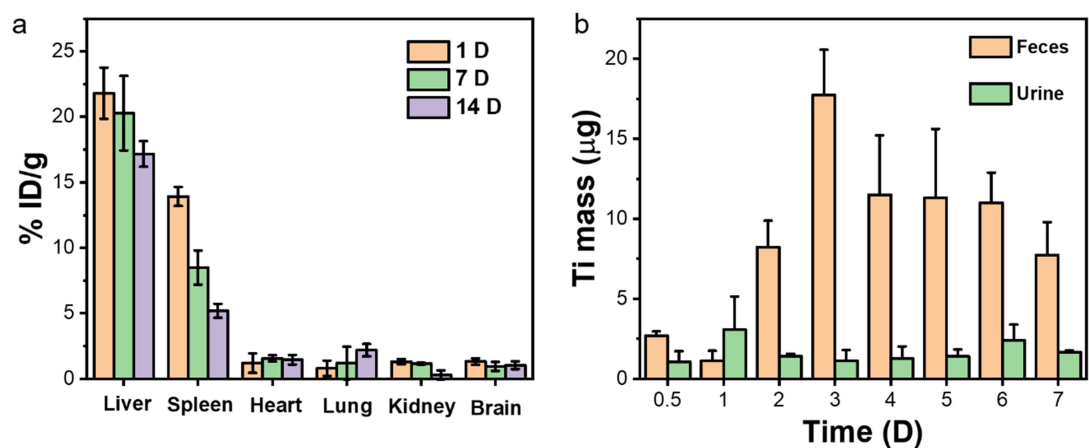 a
% ID/g
25
20
15
10
5
0
1 D
7 D
14 D
Liver Spleen Heart Lung Kidney Brain
b
Ti mass (μg)
20
15
10
5
0
Feces
Urine
0.5 1 2 3 4 5 6 7
Time (D)